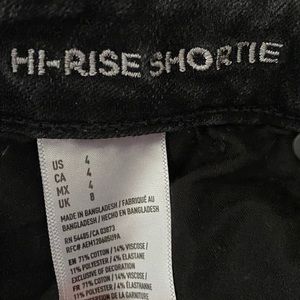 HI-RISE SHORTIE
US 4
CA 4
MX 4
UK 8
MADE IN BANGLADESH / FABRIQUÉ AU
BANGLADESH / HECHO EN BANGLADESH
RN 54485 / CA 03873
EN 71% COTTON / 14% VISCOSE /
11% POLYESTER / 4% ELASTANE
EXCLUSIVE OF DECORATION
FR 71% COTON / 14% VISCOSE /
11% POLYESTER / 4% ÉLASTHANNE